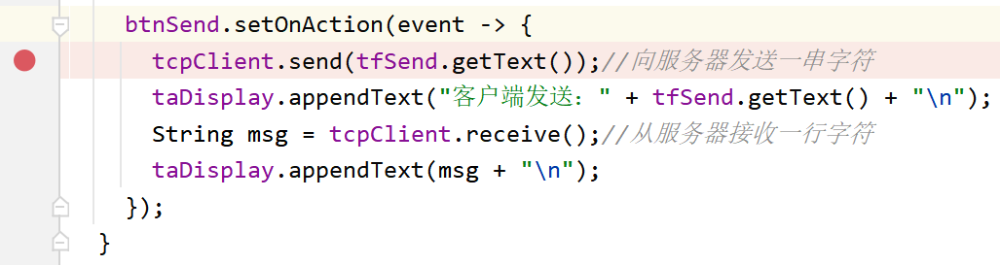 btnSend.setOnAction(event -> {
tcpClient.send(tfSend.getText());//向服务器发送一串字符
taDisplay.appendText("客户端发送：" + tfSend.getText() + "\n");
String msg = tcpClient.receive();//从服务器接收一行字符
taDisplay.appendText(msg + "\n");
});
}